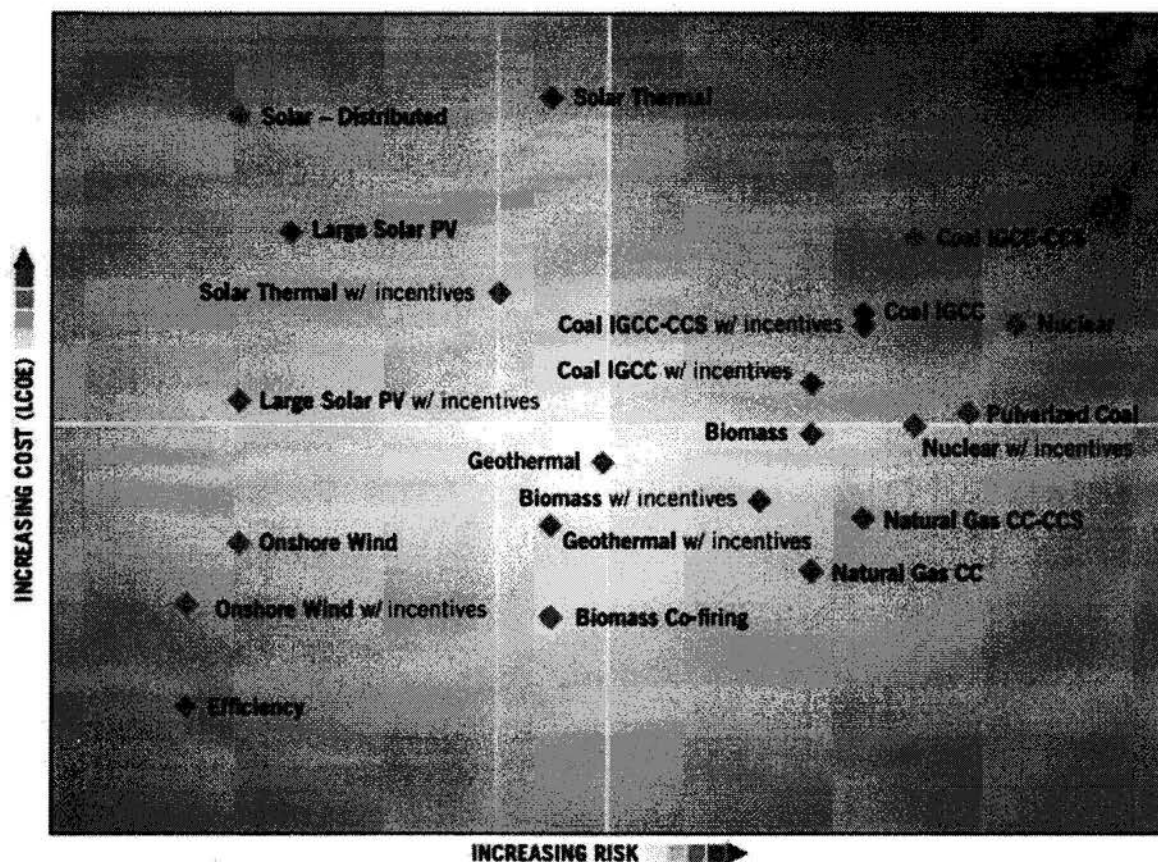 Solar Thermal
Solar – Distributed
Large Solar PV
Coal IGCC-CCS
Solar Thermal w/ incentives
Coal IGCC
Coal IGCC-CCS w/ incentives
Nuclear
Coal IGCC w/ incentives
Large Solar PV w/ incentives
Pulverized Coal
Biomass
Nuclear w/ incentives
Geothermal
Biomass w/ incentives
Natural Gas CC-CCS
Onshore Wind
Geothermal w/ incentives
Natural Gas CC
Onshore Wind w/ incentives
Biomass Co-firing
Efficiency
INCREASING COST (LCOE)
INCREASING RISK